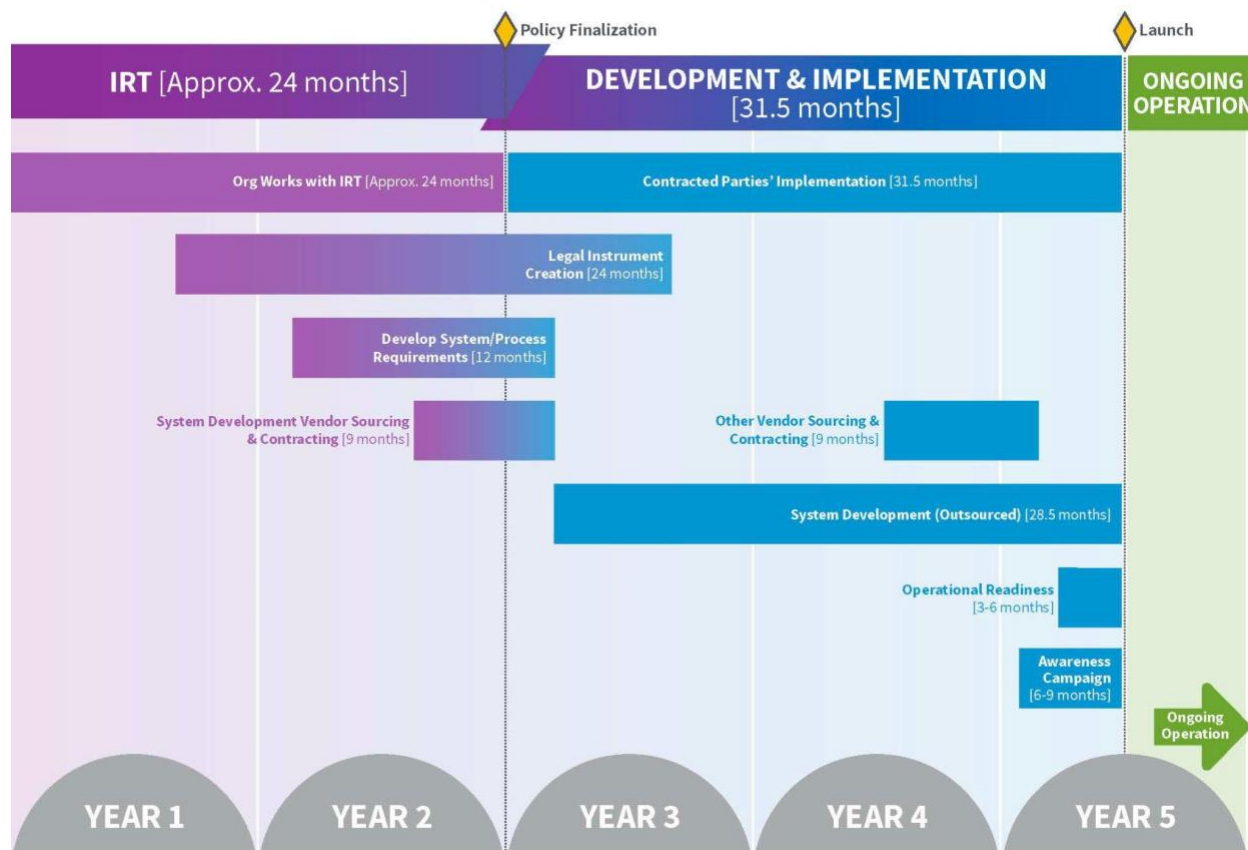 Policy Finalization
Launch
IRT [Approx. 24 months]
DEVELOPMENT & IMPLEMENTATION
[31.5 months]
ONGOING
OPERATION
Org Works with IRT [Approx. 24 months]
Contracted Parties' Implementation [31.5 months]
Legal Instrument
Creation [24 months]
Develop System/Process
Requirements [12 months]
System Development Vendor Sourcing
& Contracting [9 months]
Other Vendor Sourcing &
Contracting [9 months]
System Development (Outsourced) [28.5 months]
Operational Readiness
[3-6 months]
Awareness
Campaign
[6-9 months]
Ongoing
Operation
YEAR 1
YEAR 2
YEAR 3
YEAR 4
YEAR 5